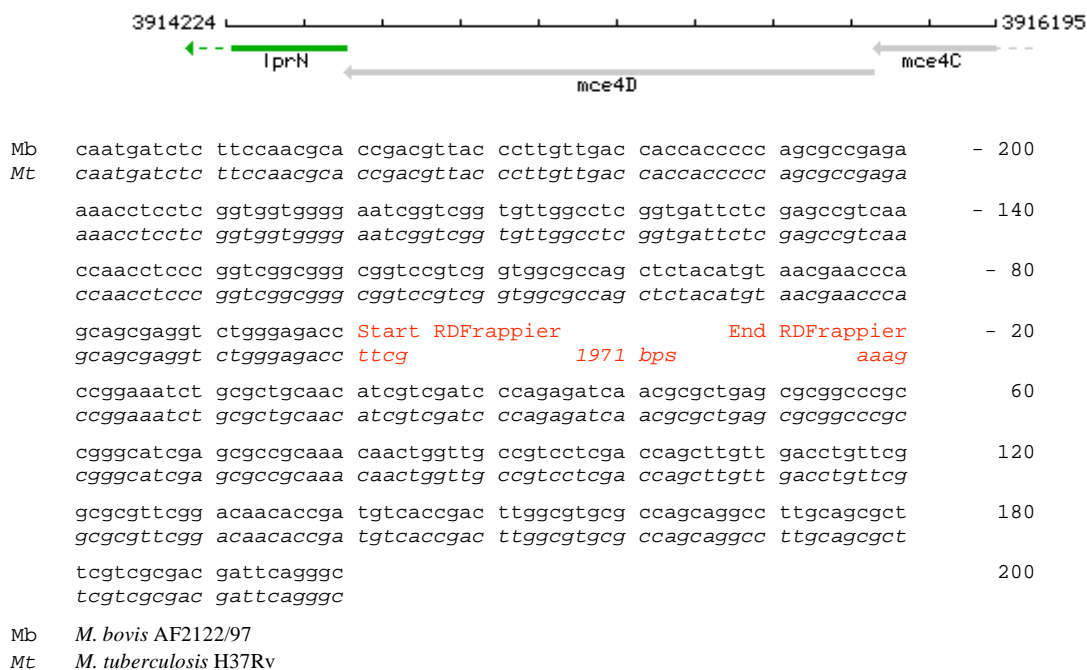 3914224 3916195
lprN mce4C
mce4D
Mb caatgatctc ttccaacgca ccgacgttac ccttgttgac caccaccccc agcgccgaga - 200
Mt caatgatctc ttccaacgca ccgacgttac ccttgttgac caccaccccc agcgccgaga
aaacctcctc ggtggtgggg aatcggtcgg tgttggcctc ggtgattctc gagccgtcaa - 140
aaacctcctc ggtggtgggg aatcggtcgg tgttggcctc ggtgattctc gagccgtcaa
ccaacctccc ggtcggcggg cggtccgtcg gtggcgccag ctctacatgt aacgaaccca - 80
ccaacctccc ggtcggcggg cggtccgtcg gtggcgccag ctctacatgt aacgaaccca
gcagcgaggt ctgggagacc Start RDFrappier End RDFrappier - 20
gcagcgaggt ctgggagacc ttcg 1971 bps aaag
ccggaaatct gcgctgcaac atcgtcgatc ccagagatca acgcgctgag cgcggcccgc 60
ccggaaatct gcgctgcaac atcgtcgatc ccagagatca acgcgctgag cgcggcccgc
cgggcatcga gcgccgcaaa caactggttg ccgtcctcga ccagcttgtt gacctgttcg 120
cgggcatcga gcgccgcaaa caactggttg ccgtcctcga ccagcttgtt gacctgttcg
gcgcgttcgg acaacaccga tgtcaccgac ttggcgtgcg ccagcaggcc ttgcagcgct 180
gcgcgttcgg acaacaccga tgtcaccgac ttggcgtgcg ccagcaggcc ttgcagcgct
tcgtcgcgac gattcagggc 200
tcgtcgcgac gattcagggc
Mb M. bovis AF2122/97
Mt M. tuberculosis H37Rv